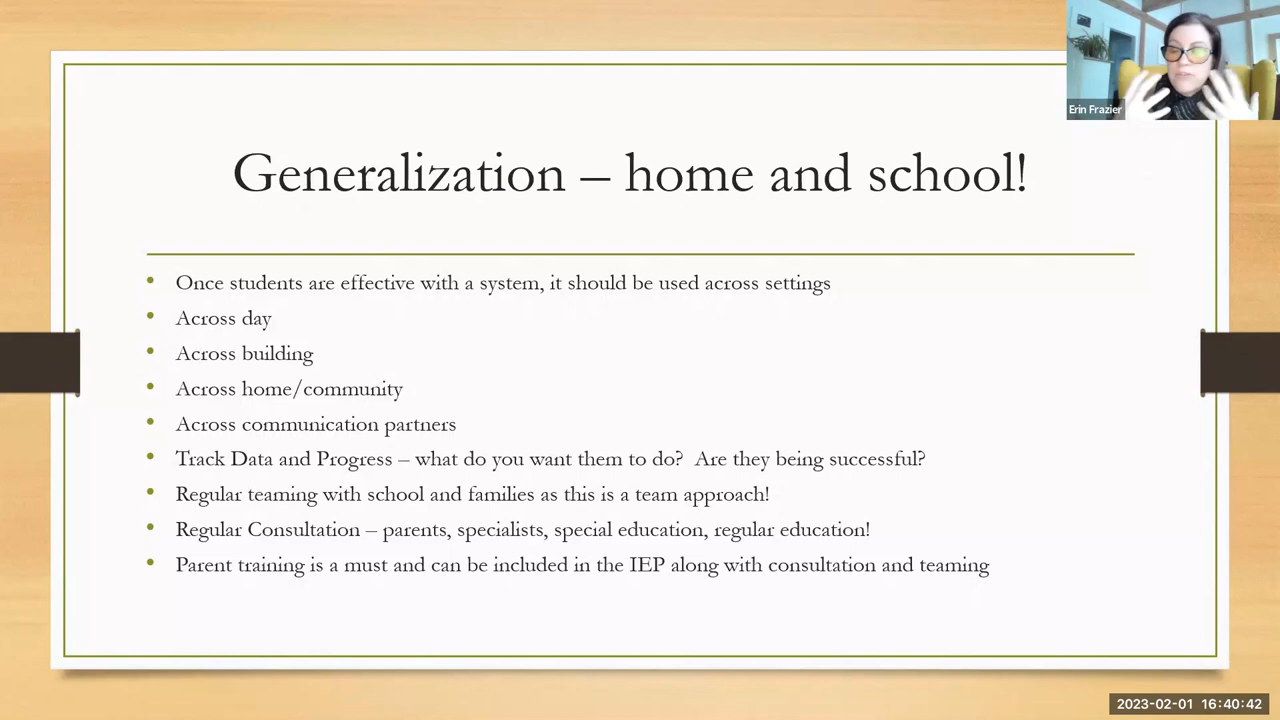 Erin Frazier
Generalization – home and school!
• Once students are effective with a system, it should be used across settings
• Across day
• Across building
• Across home/community
• Across communication partners
• Track Data and Progress – what do you want them to do?  Are they being successful?
• Regular teaming with school and families as this is a team approach!
• Regular Consultation – parents, specialists, special education, regular education!
• Parent training is a must and can be included in the IEP along with consultation and teaming
2023-02-01 16:40:42